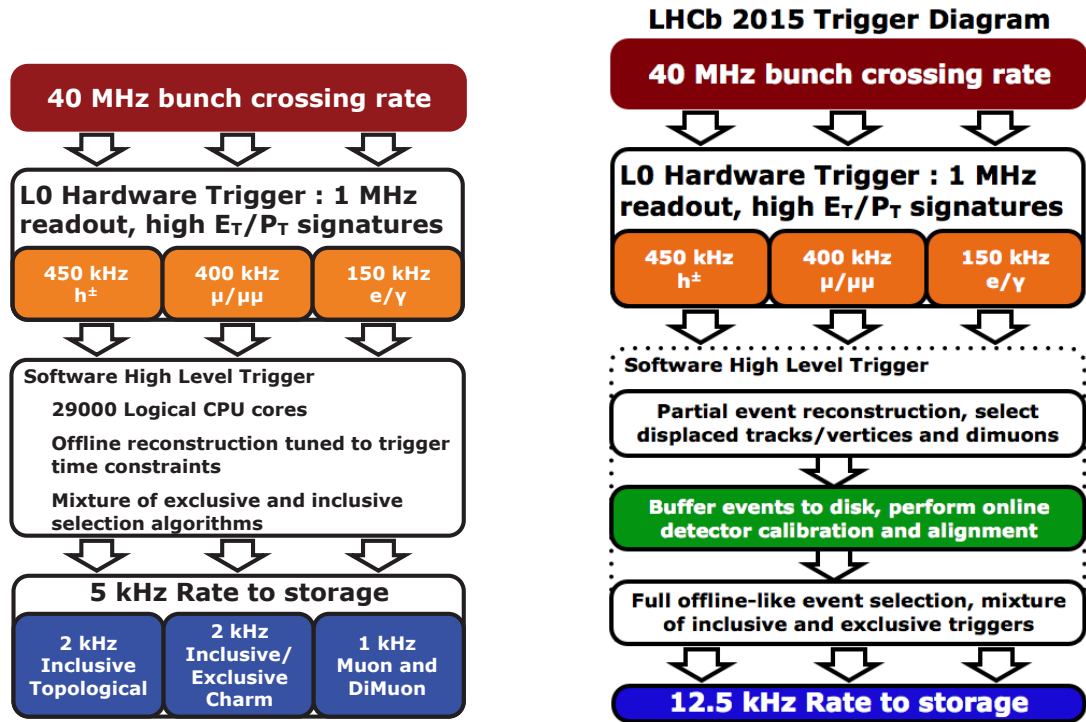 40 MHz bunch crossing rate
L0 Hardware Trigger : 1 MHz
readout, high ET/PT signatures
450 kHz
h±
400 kHz
μ/μμ
150 kHz
e/γ
Software High Level Trigger
29000 Logical CPU cores
Offline reconstruction tuned to trigger
time constraints
Mixture of exclusive and inclusive
selection algorithms
5 kHz Rate to storage
2 kHz
Inclusive
Topological
2 kHz
Inclusive/
Exclusive
Charm
1 kHz
Muon and
DiMuon
LHCb 2015 Trigger Diagram
40 MHz bunch crossing rate
L0 Hardware Trigger : 1 MHz
readout, high ET/PT signatures
450 kHz
h±
400 kHz
μ/μμ
150 kHz
e/γ
Software High Level Trigger
Partial event reconstruction, select
displaced tracks/vertices and dimuons
Buffer events to disk, perform online
detector calibration and alignment
Full offline-like event selection, mixture
of inclusive and exclusive triggers
12.5 kHz Rate to storage